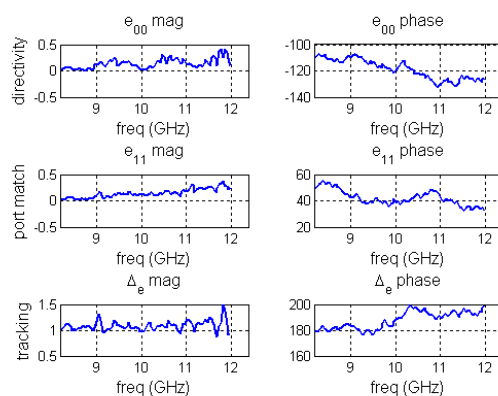 e00 mag
e00 phase
directivity
0.5
0
-0.5
9 10 11 12
freq (GHz)
-100
-120
-140
9 10 11 12
freq (GHz)
e11 mag
e11 phase
port match
0.5
0
-0.5
9 10 11 12
freq (GHz)
60
40
20
9 10 11 12
freq (GHz)
Δe mag
Δe phase
tracking
1.5
1
0.5
9 10 11 12
freq (GHz)
200
180
160
9 10 11 12
freq (GHz)